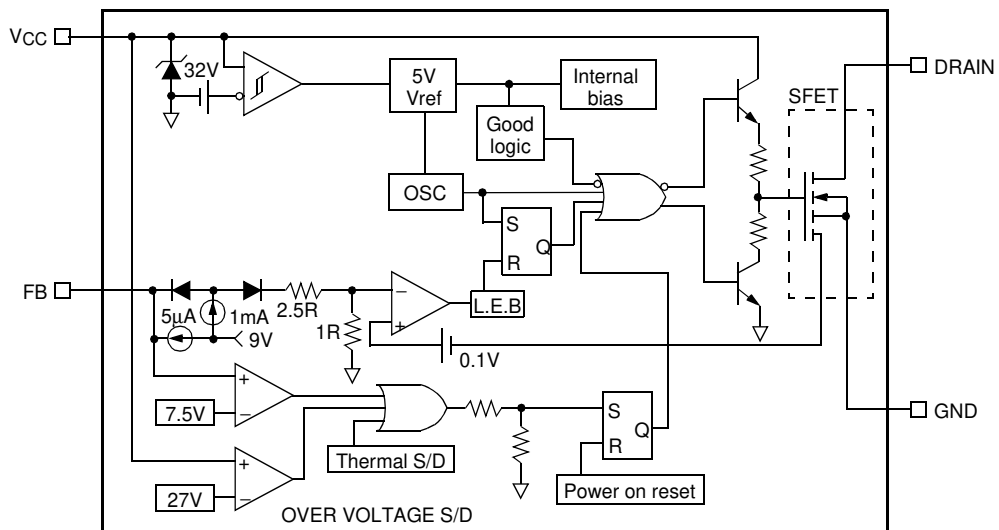 VCC
32V
5V
Vref
Internal
bias
DRAIN
SFET
Good
logic
OSC
S
R
Q
FB
5μA
1mA
9V
2.5R
1R
−
+
L.E.B
0.1V
+
−
7.5V
S
R
Q
GND
Thermal S/D
+
−
27V
Power on reset
OVER VOLTAGE S/D